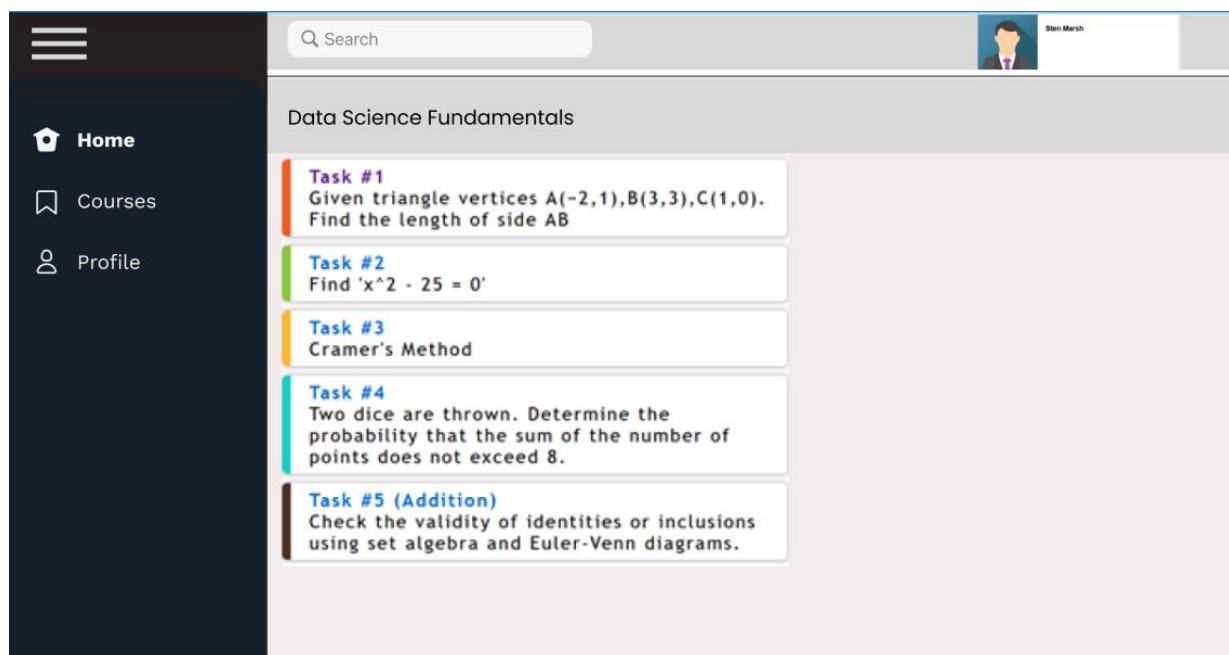 Search
Sten Marsh
Home
Courses
Profile
Data Science Fundamentals
Task #1
Given triangle vertices A(-2,1),B(3,3),C(1,0).
Find the length of side AB
Task #2
Find 'x^2 - 25 = 0'
Task #3
Cramer's Method
Task #4
Two dice are thrown. Determine the
probability that the sum of the number of
points does not exceed 8.
Task #5 (Addition)
Check the validity of identities or inclusions
using set algebra and Euler-Venn diagrams.